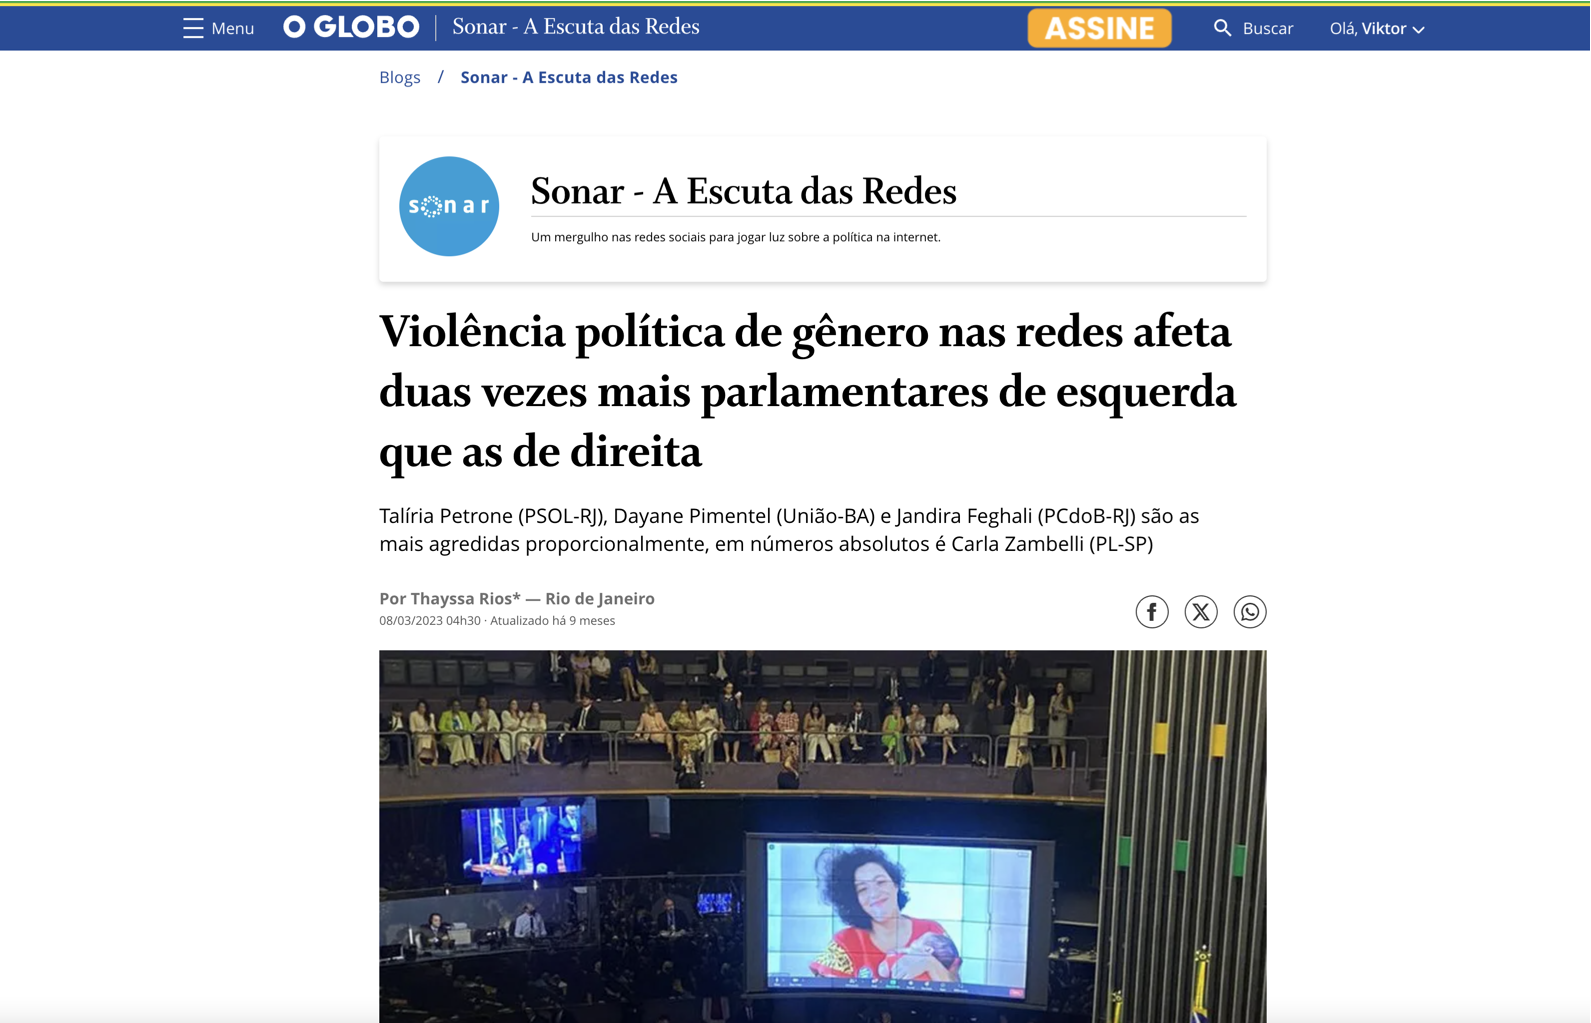 Menu
O GLOBO
Sonar - A Escuta das Redes
ASSINE
Buscar
Olá, Viktor
Blogs / Sonar - A Escuta das Redes
sonar
Sonar - A Escuta das Redes
Um mergulho nas redes sociais para jogar luz sobre a política na internet.
Violência política de gênero nas redes afeta
duas vezes mais parlamentares de esquerda
que as de direita
Talíria Petrone (PSOL-RJ), Dayane Pimentel (União-BA) e Jandira Feghali (PCdoB-RJ) são as
mais agredidas proporcionalmente, em números absolutos é Carla Zambelli (PL-SP)
Por Thayssa Rios* — Rio de Janeiro
08/03/2023 04h30 · Atualizado há 9 meses